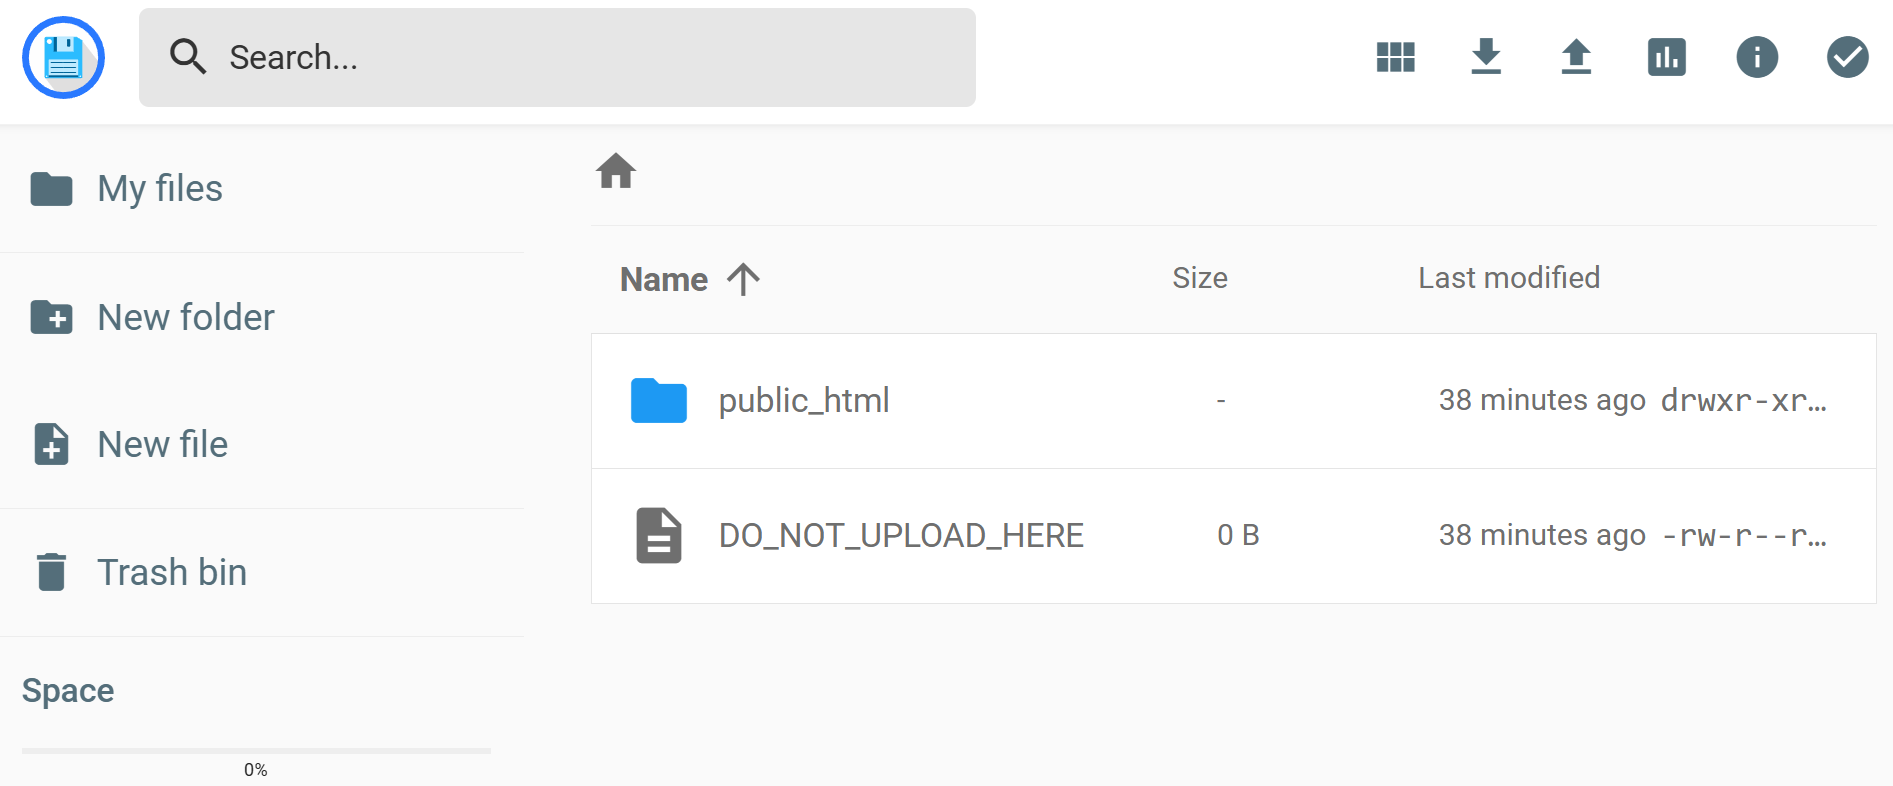 Search...
My files
New folder
New file
Trash bin
Space
0%
Name Size Last modified
public_html - 38 minutes ago drwxr-xr…
DO_NOT_UPLOAD_HERE 0 B 38 minutes ago -rw-r--r…